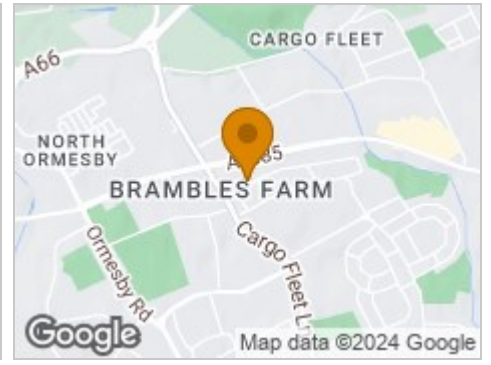 CARGO FLEET
A66
NORTH
ORMESBY
BRAMBLES FARM
Ormesby Rd
Cargo Fleet
Google
Map data ©2024 Google